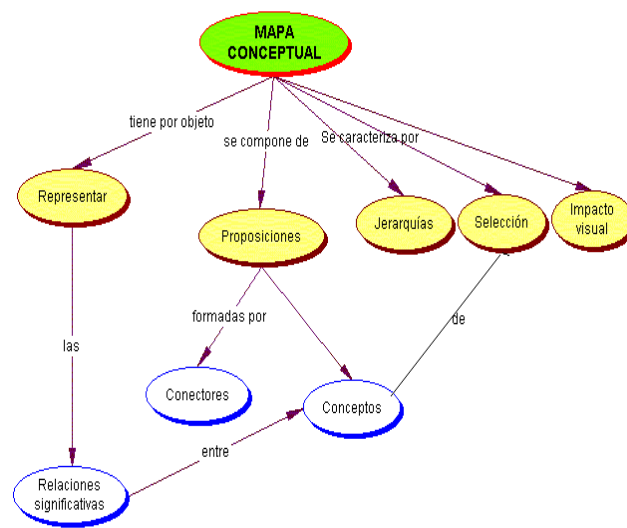 MAPA
CONCEPTUAL
tiene por objeto
se compone de
Se caracteriza por
Representar
Proposiciones
Jerarquías
Selección
Impacto
visual
formadas por
de
las
Conectores
Conceptos
entre
Relaciones
significativas